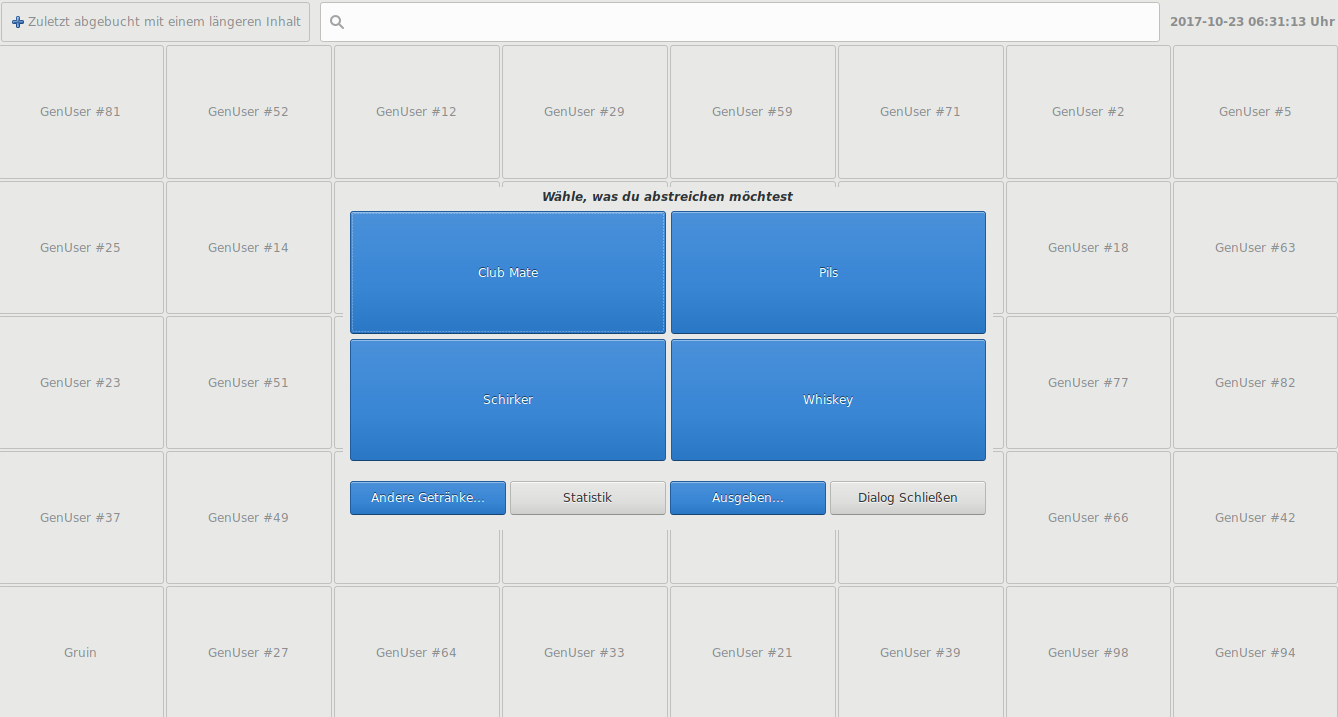 Zuletzt abgebucht mit einem längeren Inhalt
2017-10-23 06:31:13 Uhr
GenUser #81
GenUser #52
GenUser #12
GenUser #29
GenUser #59
GenUser #71
GenUser #2
GenUser #5
Wähle, was du abstreichen möchtest
GenUser #25
GenUser #14
Club Mate
Pils
GenUser #18
GenUser #63
GenUser #23
GenUser #51
Schirker
Whiskey
GenUser #77
GenUser #82
Andere Getränke...
Statistik
Ausgeben...
Dialog Schließen
GenUser #37
GenUser #49
GenUser #66
GenUser #42
Gruin
GenUser #27
GenUser #64
GenUser #33
GenUser #21
GenUser #39
GenUser #98
GenUser #94